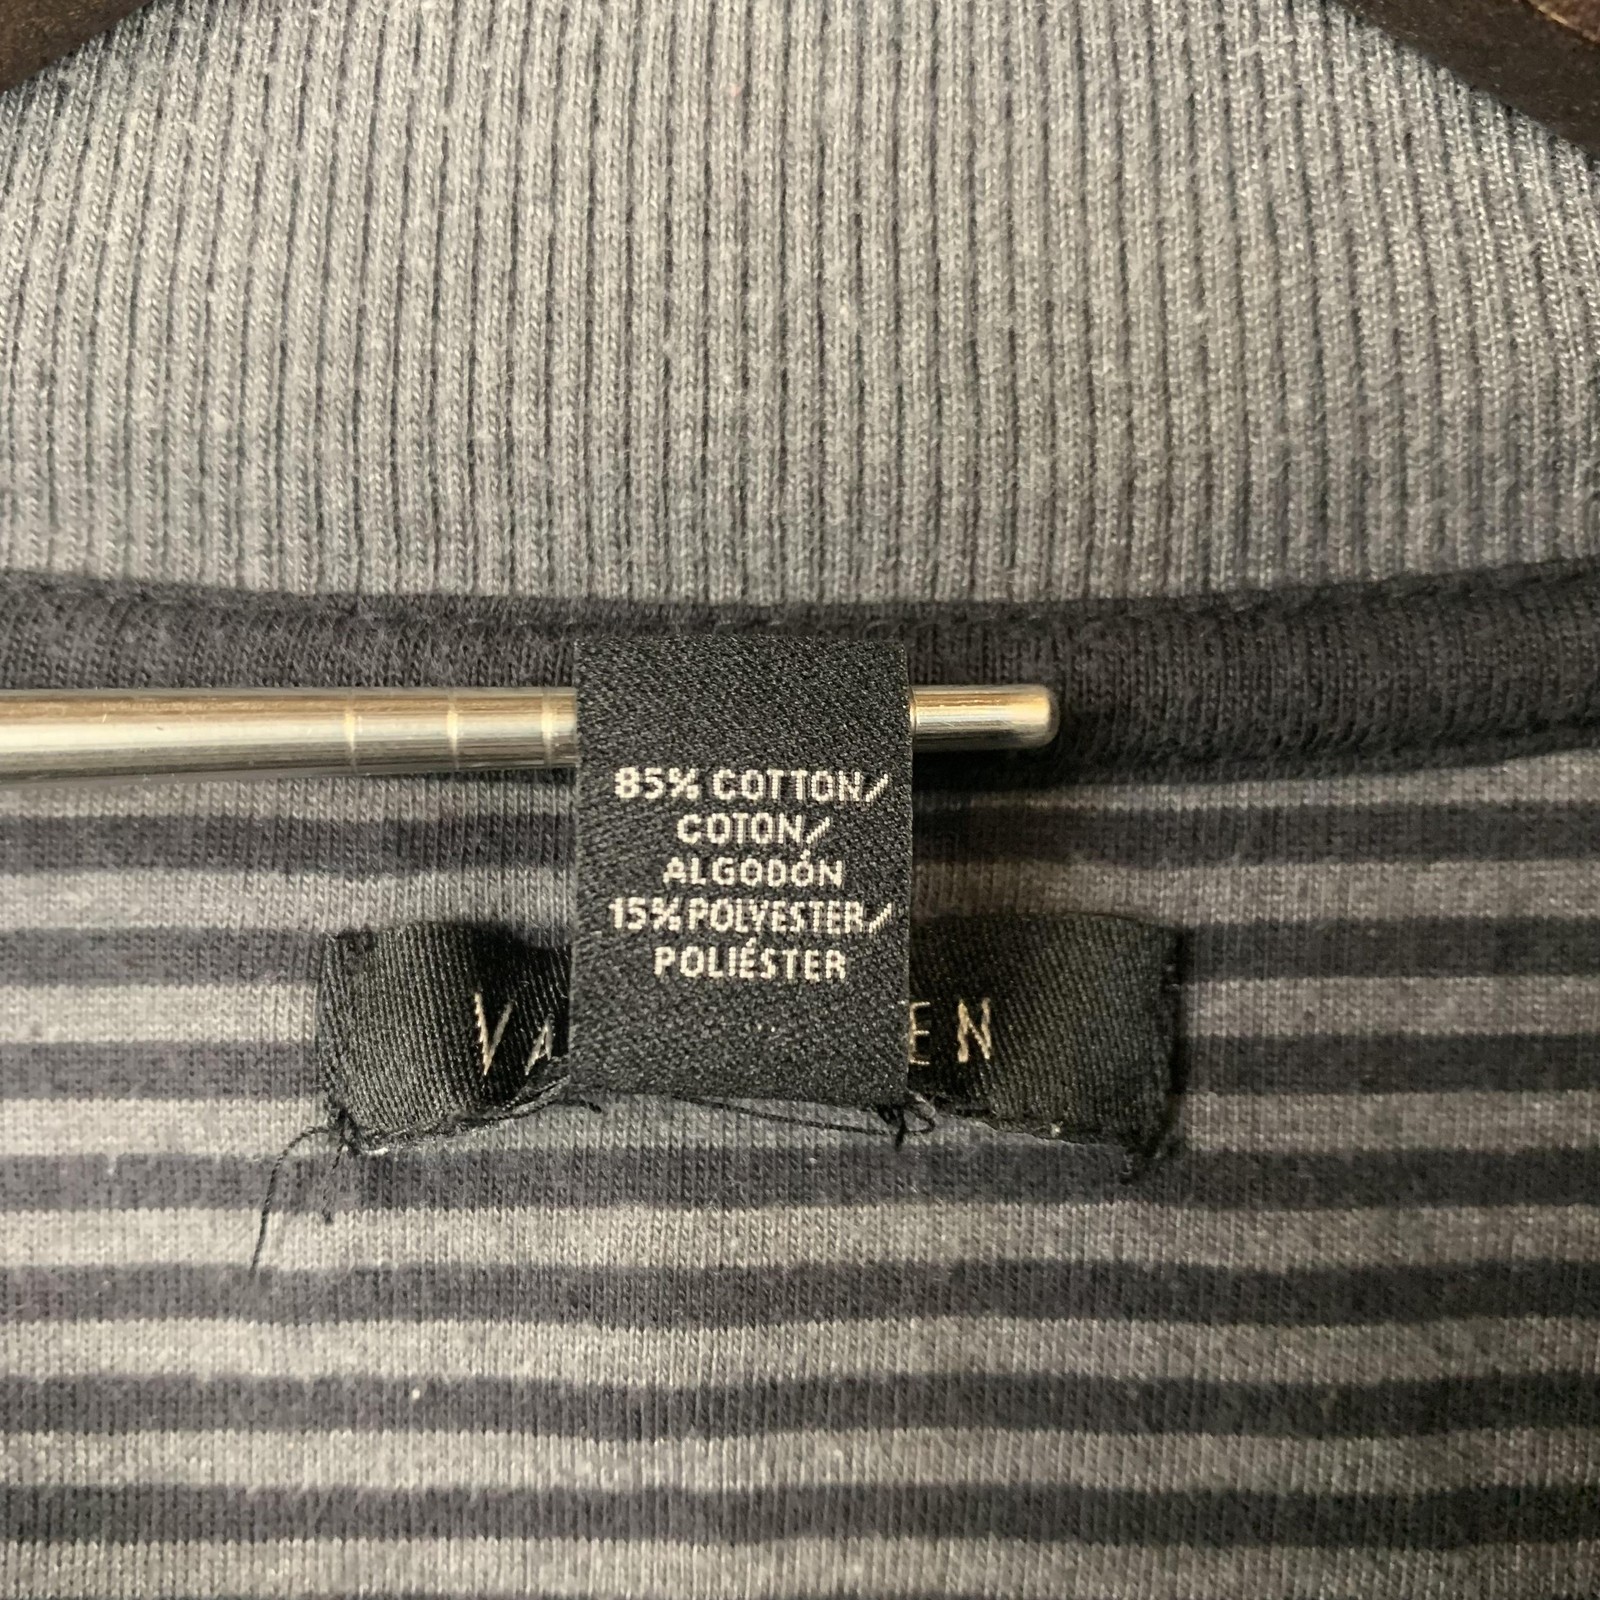 85% COTTON/
COTON/
ALGODÓN
15% POLYESTER/
POLIÉSTER